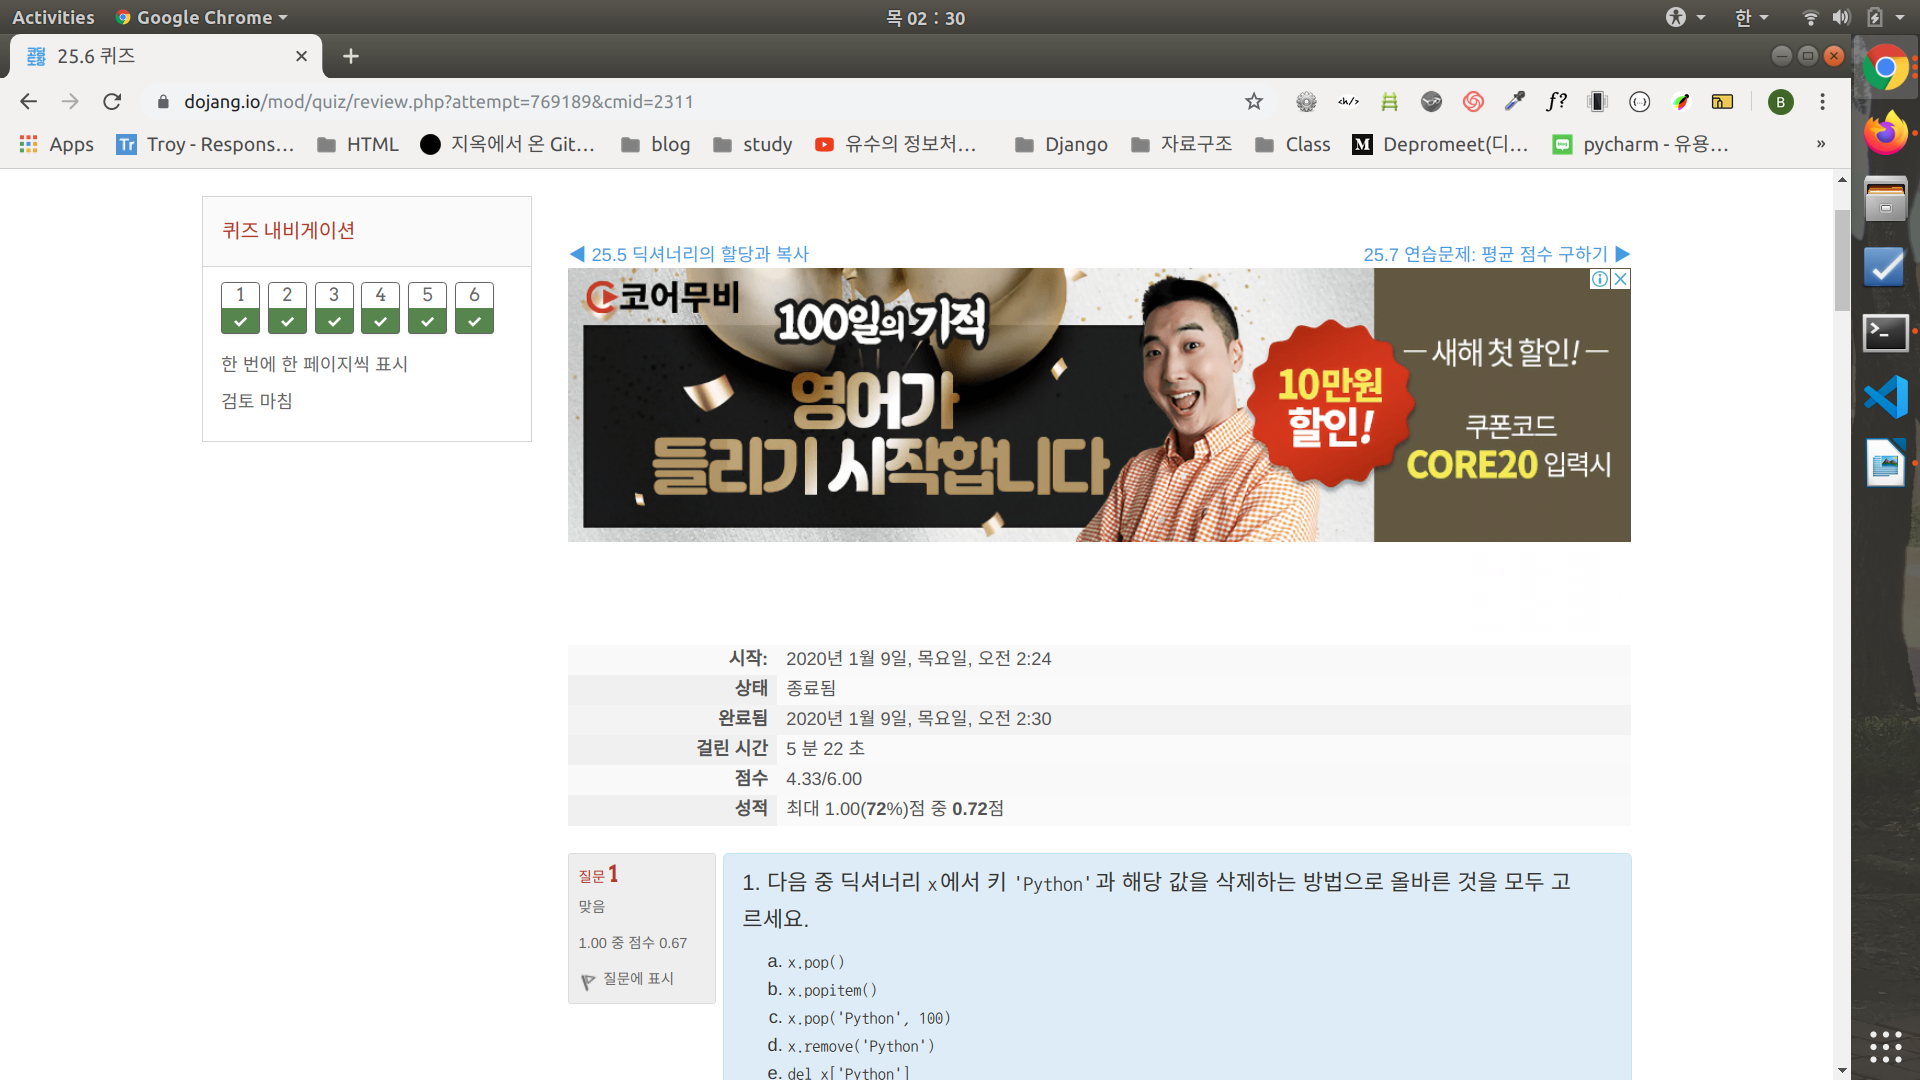 Activities
Google Chrome
목 02 : 30
한
25.6 퀴즈
dojang.io/mod/quiz/review.php?attempt=769189&cmid=2311
<h/>
f?
{...}
B
Apps
Tr Troy - Respons...
HTML
지옥에서 온 Git...
blog
study
유수의 정보처...
Django
자료구조
Class
M Depromeet(디...
pycharm - 유용...
»
퀴즈 내비게이션
1 2 3 4 5 6
한 번에 한 페이지씩 표시
검토 마침
◀ 25.5 딕셔너리의 할당과 복사
25.7 연습문제: 평균 점수 구하기 ▶
코어무비
100일의 기적
영어가
들리기 시작합니다
10만원
할인!
– 새해 첫 할인! –
쿠폰코드
CORE20 입력시
시작: 2020년 1월 9일, 목요일, 오전 2:24
상태 종료됨
완료됨 2020년 1월 9일, 목요일, 오전 2:30
걸린 시간 5 분 22 초
점수 4.33/6.00
성적 최대 1.00(72%)점 중 0.72점
질문 1
맞음
1.00 중 점수 0.67
질문에 표시
1. 다음 중 딕셔너리 x에서 키 'Python'과 해당 값을 삭제하는 방법으로 올바른 것을 모두 고
르세요.
a. x.pop()
b. x.popitem()
c. x.pop('Python', 100)
d. x.remove('Python')
e. del x['Python']